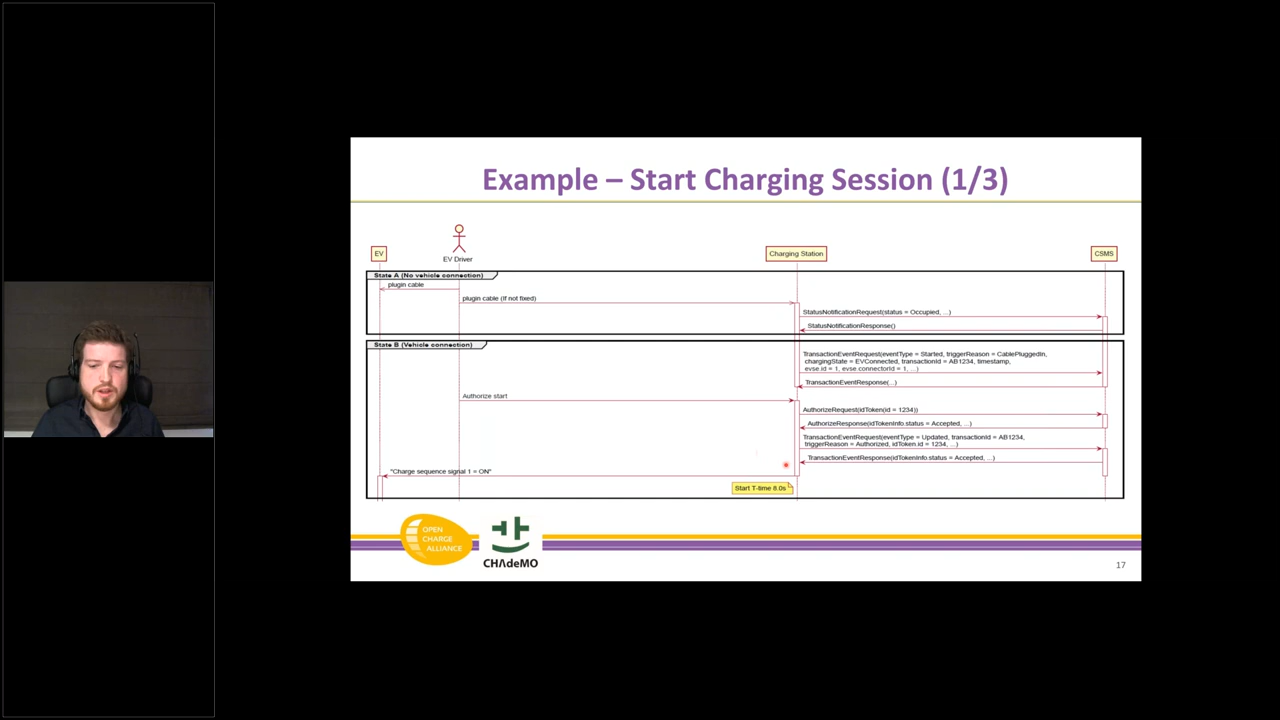 Example – Start Charging Session (1/3)
EV
EV Driver
Charging Station
CSMS
State A (No vehicle connection)
plugin cable
plugin cable (If not fixed)
StatusNotificationRequest(status = Occupied, ...)
StatusNotificationResponse()
State B (Vehicle connection)
TransactionEventRequest(eventType = Started, triggerReason = CablePluggedIn,
chargingState = EVConnected, transactionId = AB1234, timestamp,
evse.id = 1, evse.connectorId = 1, ...)
TransactionEventResponse(...)
Authorize start
AuthorizeRequest(idToken(id = 1234))
AuthorizeResponse(idTokenInfo.status = Accepted, ...)
TransactionEventRequest(eventType = Updated, transactionId = AB1234,
triggerReason = Authorized, idToken.id = 1234, ...)
TransactionEventResponse(idTokenInfo.status = Accepted, ...)
"Charge sequence signal 1 = ON"
Start T-time 8.0s
OPEN
CHARGE
ALLIANCE
CHAdeMO
17